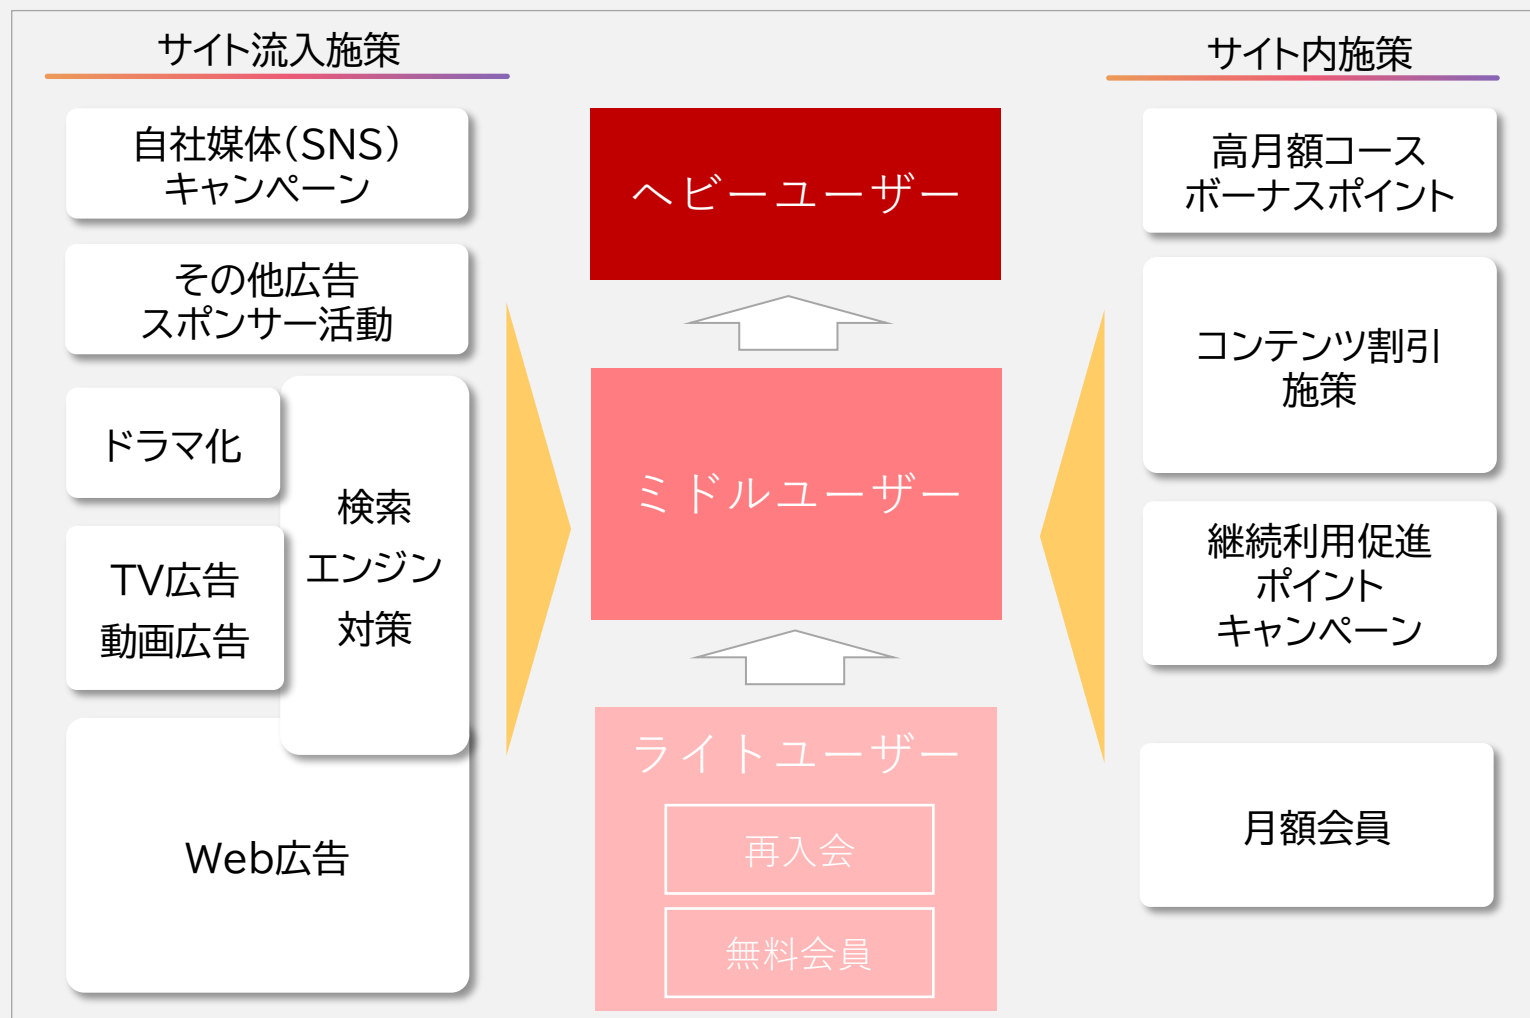 サイト流入施策
自社媒体(SNS)
キャンペーン
その他広告
スポンサー活動
ドラマ化
検索
エンジン
対策
TV広告
動画広告
Web広告
ヘビーユーザー
ミドルユーザー
ライトユーザー
再入会
無料会員
サイト内施策
高月額コース
ボーナスポイント
コンテンツ割引
施策
継続利用促進
ポイント
キャンペーン
月額会員